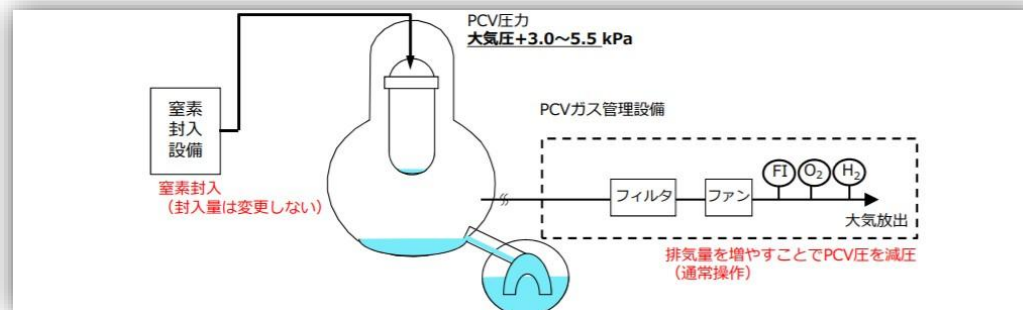 PCV圧力
大気圧+3.0～5.5 kPa
窒素
封入
設備
窒素封入
（封入量は変更しない）
PCVガス管理設備
フィルタ
ファン
FI
O₂
H₂
大気放出
排気量を増やすことでPCV圧を減圧
（通常操作）